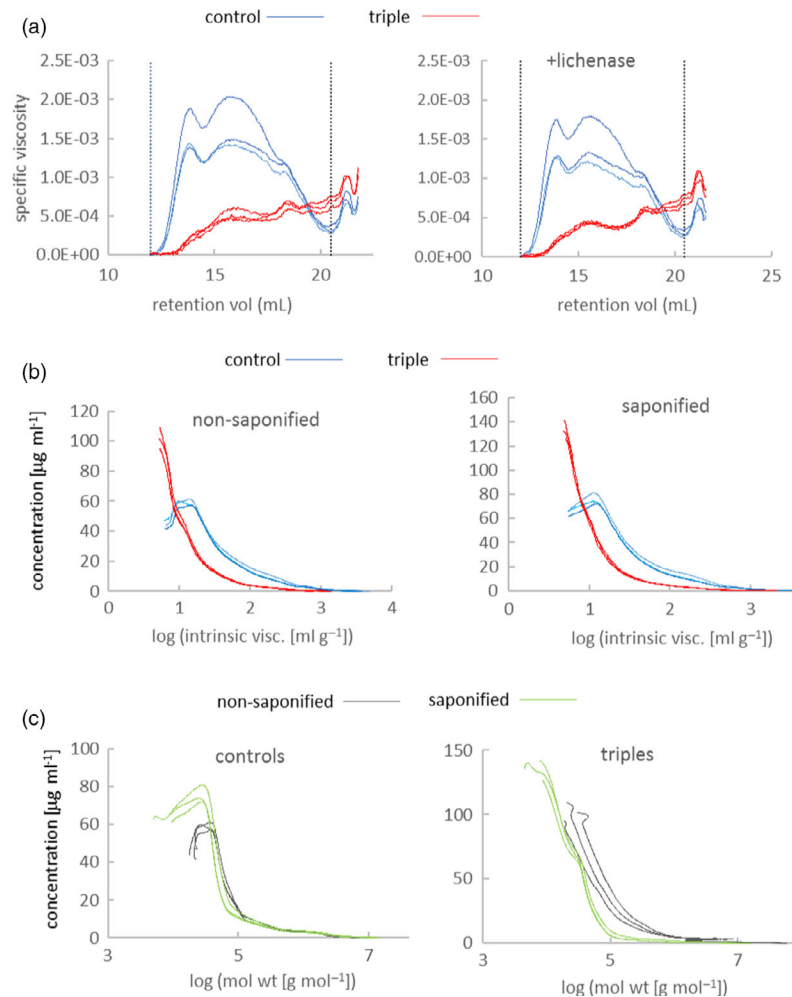 (a)
control
triple
specific viscosity
2.5E-03
2.0E-03
1.5E-03
1.0E-03
5.0E-04
0.0E+00
10
15
20
retention vol (mL)
+lichenase
2.5E-03
2.0E-03
1.5E-03
1.0E-03
5.0E-04
0.0E+00
10
15
20
25
retention vol (mL)
(b)
control
triple
concentration [µg ml⁻¹]
non-saponified
120
100
80
60
40
20
0
0
1
2
3
4
log (intrinsic visc. [ml g⁻¹])
saponified
160
140
120
100
80
60
40
20
0
0
1
2
3
log (intrinsic visc. [ml g⁻¹])
(c)
non-saponified
saponified
concentration [µg ml⁻¹]
controls
100
80
60
40
20
0
3
5
7
log (mol wt [g mol⁻¹])
triples
150
100
50
0
3
5
7
log (mol wt [g mol⁻¹])